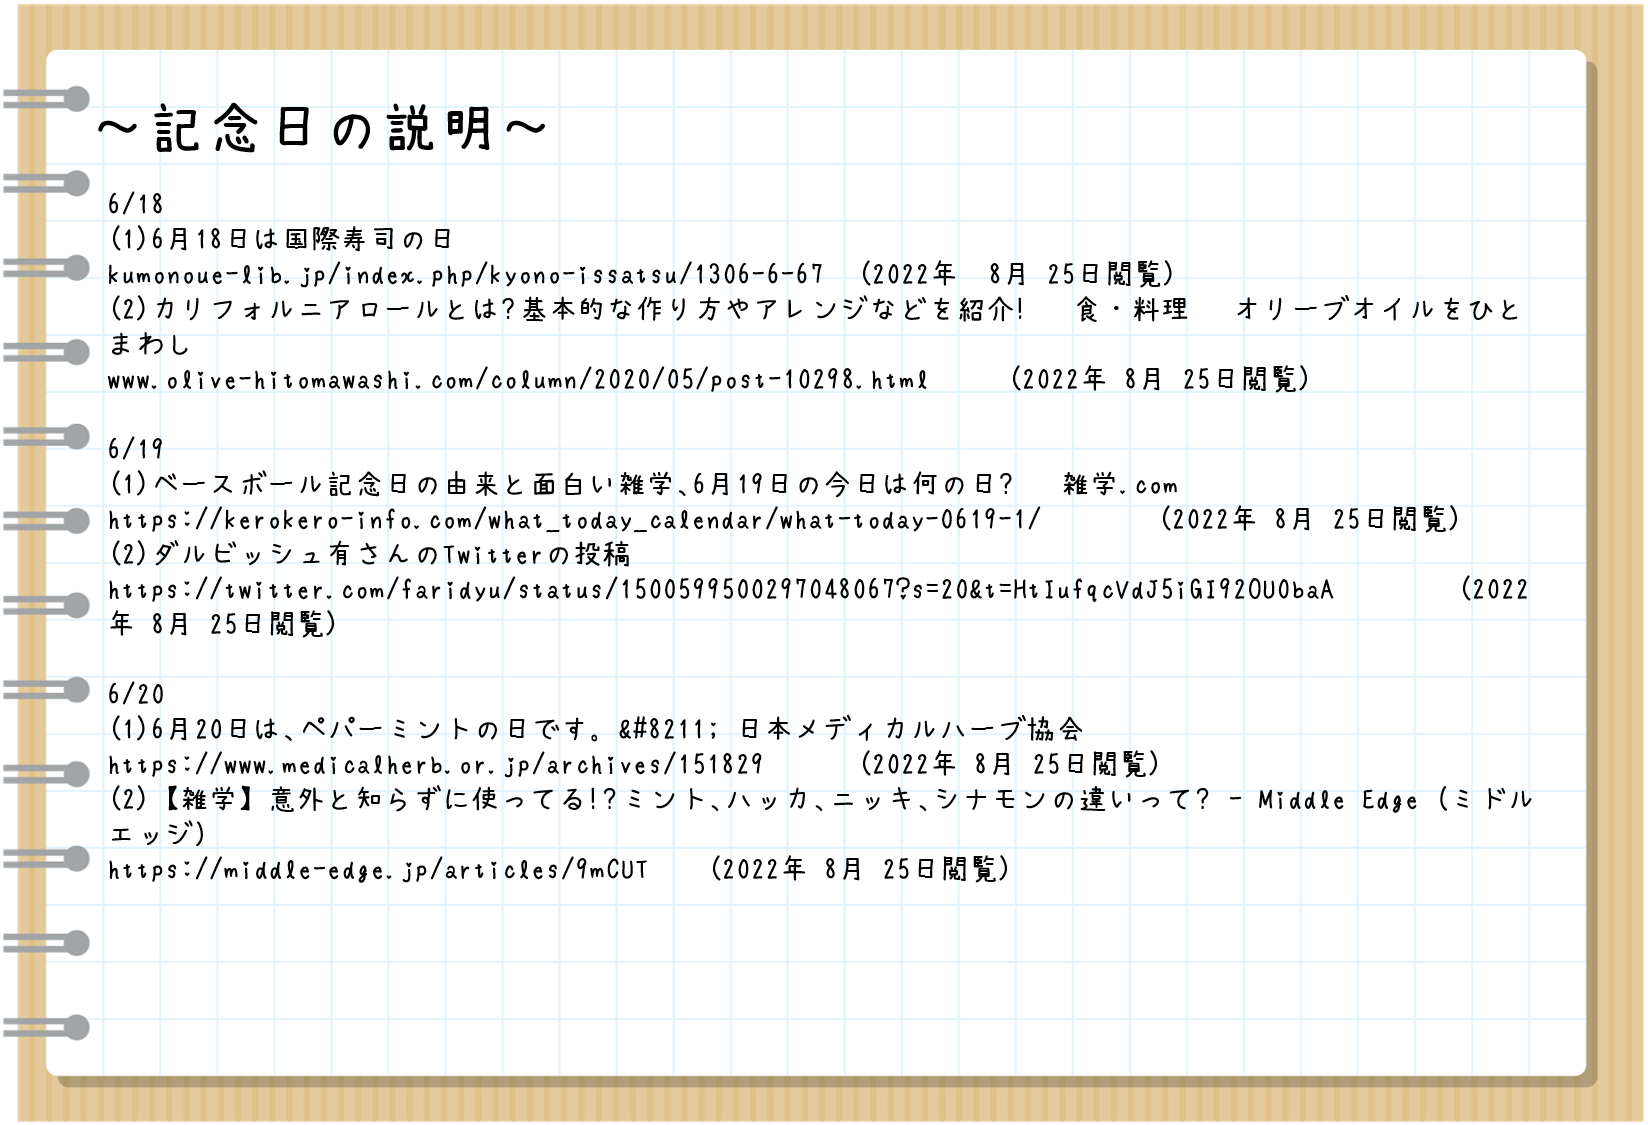 ～記念日の説明～
6/18
(1)6月18日は国際寿司の日
kumonoue-lib.jp/index.php/kyono-issatsu/1306-6-67 (2022年 8月 25日閲覧)
(2)カリフォルニアロールとは?基本的な作り方やアレンジなどを紹介! 食・料理 オリーブオイルをひと
まわし
www.olive-hitomawashi.com/column/2020/05/post-10298.html (2022年 8月 25日閲覧)
6/19
(1)ベースボール記念日の由来と面白い雑学、6月19日の今日は何の日? 雑学.com
https://kerokero-info.com/what_today_calendar/what-today-0619-1/ (2022年 8月 25日閲覧)
(2)ダルビッシュ有さんのTwitterの投稿
https://twitter.com/faridyu/status/1500599500297048067?s=20&t=HtIufqcVdJ5iGI92OU0baA (2022
年 8月 25日閲覧)
6/20
(1)6月20日は、ペパーミントの日です。&#8211; 日本メディカルハーブ協会
https://www.medicalherb.or.jp/archives/151829 (2022年 8月 25日閲覧)
(2)【雑学】意外と知らずに使ってる!?ミント、ハッカ、ニッキ、シナモンの違いって? - Middle Edge (ミドル
エッジ)
https://middle-edge.jp/articles/9mCUT (2022年 8月 25日閲覧)